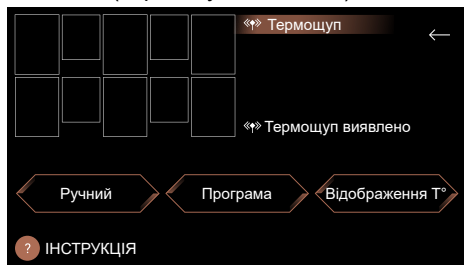 Термощуп
Термощуп виявлено
Ручний
Програма
Відображення T°
? ІНСТРУКЦІЯ